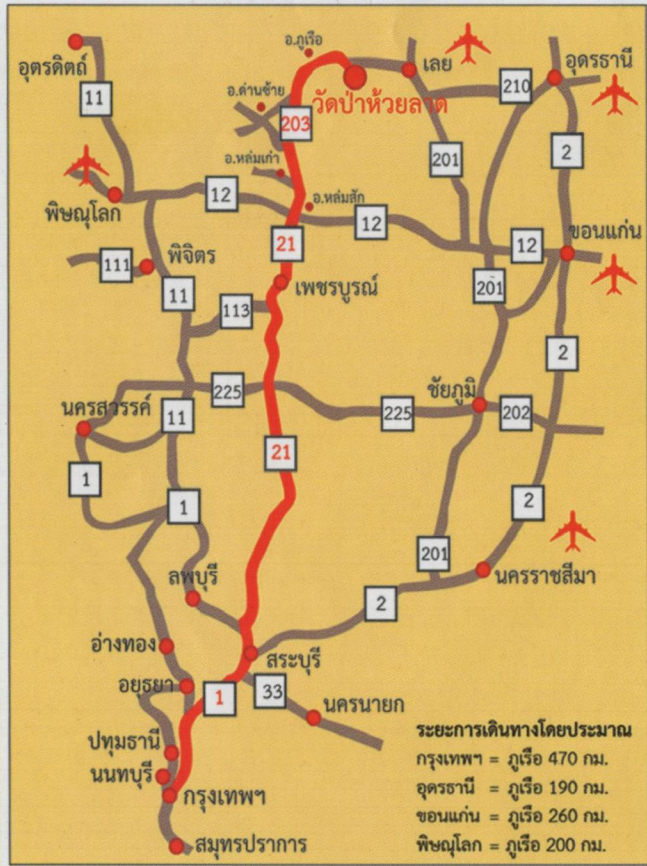 อ.ภูเรือ
อุตรดิตถ์
เลย
อุดรธานี
11
อ.ด่านซ้าย
วัดป่าห้วยลาด
210
203
2
201
อ.หล่มเก่า
12
อ.หล่มสัก
พิษณุโลก
12
21
12
ขอนแก่น
111
พิจิตร
เพชรบูรณ์
201
11
113
2
225
ชัยภูมิ
นครสวรรค์
11
225
202
21
1
1
2
201
ลพบุรี
2
นครราชสีมา
อ่างทอง
สระบุรี
อยุธยา
1
33
นครนายก
ปทุมธานี
นนทบุรี
กรุงเทพฯ
สมุทรปราการ
ระยะการเดินทางโดยประมาณ
กรุงเทพฯ = ภูเรือ 470 กม.
อุดรธานี = ภูเรือ 190 กม.
ขอนแก่น = ภูเรือ 260 กม.
พิษณุโลก = ภูเรือ 200 กม.